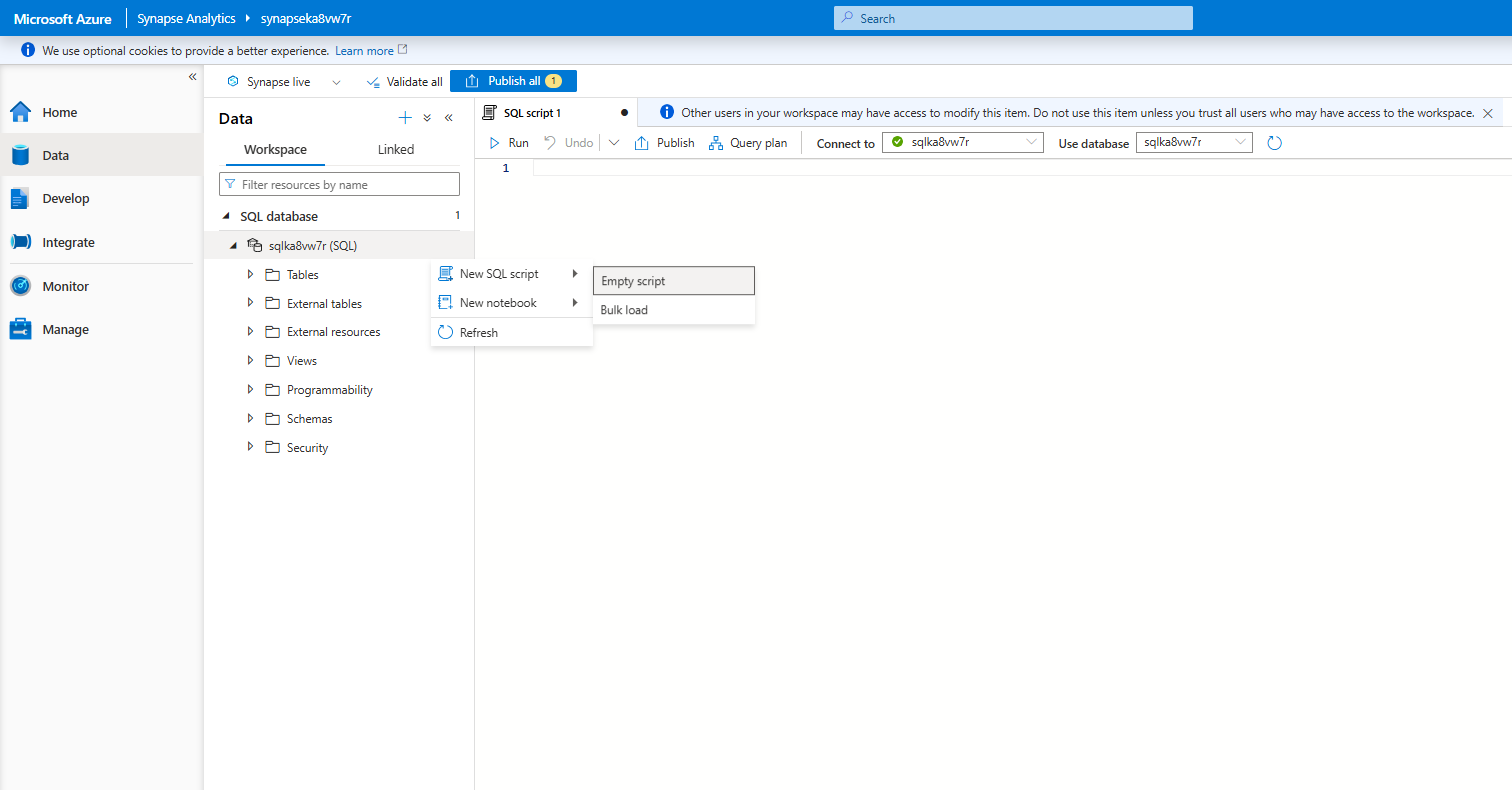 Microsoft Azure Synapse Analytics synapseka8vw7r Search
We use optional cookies to provide a better experience. Learn more
Synapse live Validate all Publish all 1
Home
Data
Develop
Integrate
Monitor
Manage
Data
Workspace Linked
Filter resources by name
SQL database 1
sqlka8vw7r (SQL)
Tables
External tables
External resources
Views
Programmability
Schemas
Security
New SQL script
New notebook
Refresh
Empty script
Bulk load
SQL script 1
Other users in your workspace may have access to modify this item. Do not use this item unless you trust all users who may have access to the workspace.
Run Undo Publish Query plan Connect to sqlka8vw7r Use database sqlka8vw7r
1